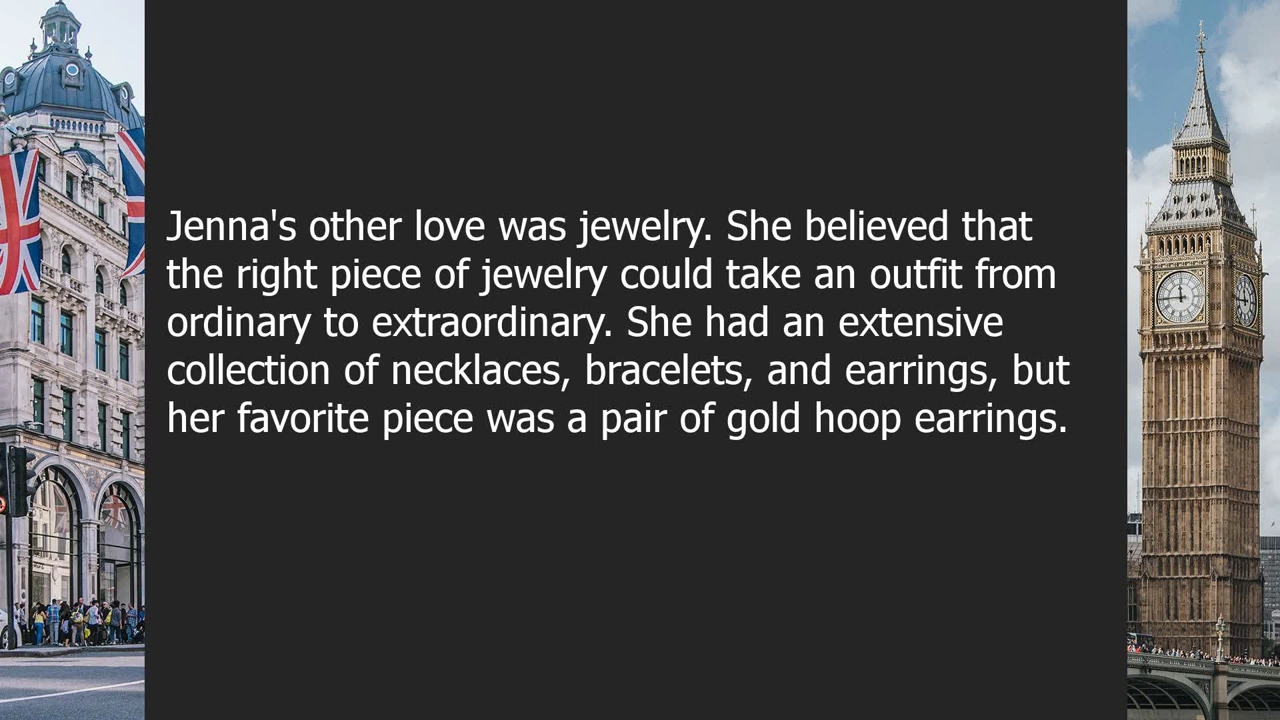 Jenna's other love was jewelry. She believed that
the right piece of jewelry could take an outfit from
ordinary to extraordinary. She had an extensive
collection of necklaces, bracelets, and earrings, but
her favorite piece was a pair of gold hoop earrings.